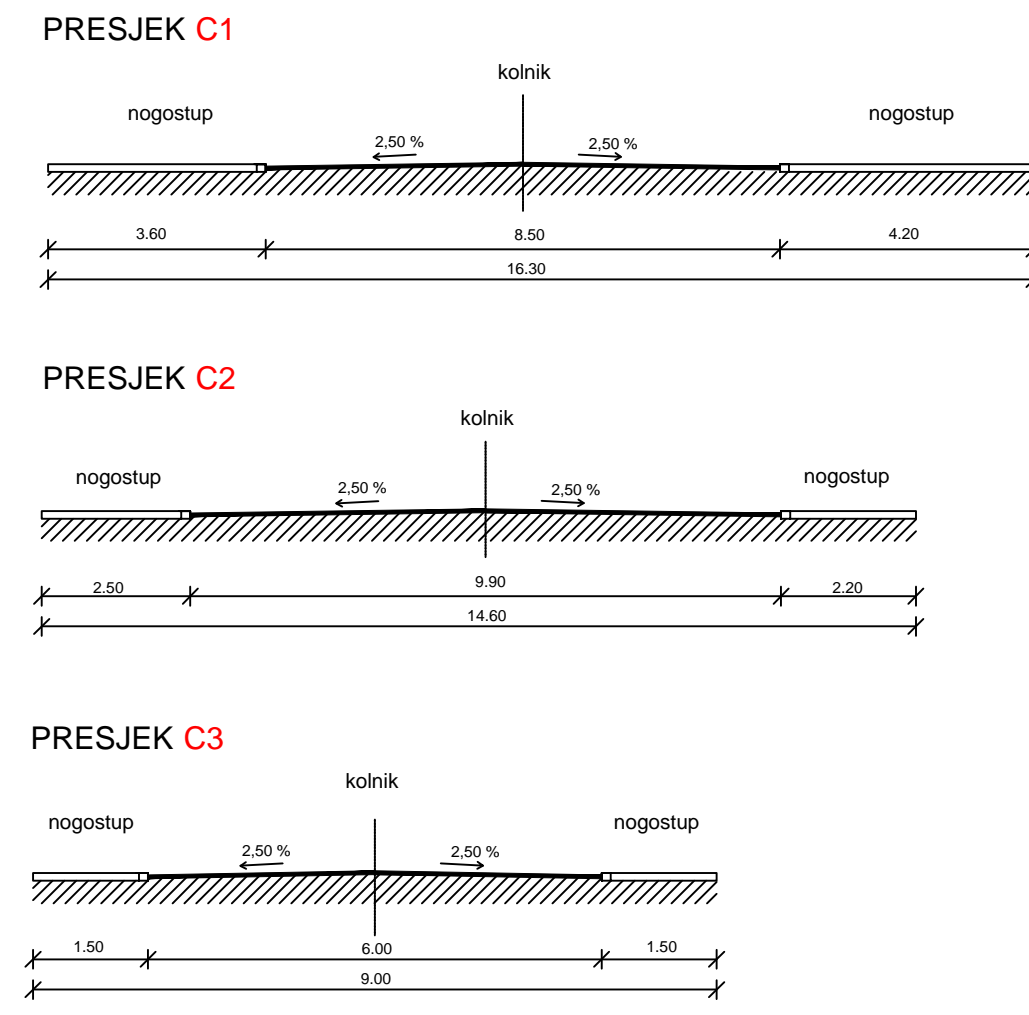 PRESJEK C1
kolnik
nogostup
nogostup
2,50 %
2,50 %
3.60
8.50
4.20
16.30
PRESJEK C2
kolnik
nogostup
nogostup
2,50 %
2,50 %
2.50
9.90
2.20
14.60
PRESJEK C3
kolnik
nogostup
nogostup
2,50 %
2,50 %
1.50
6.00
1.50
9.00